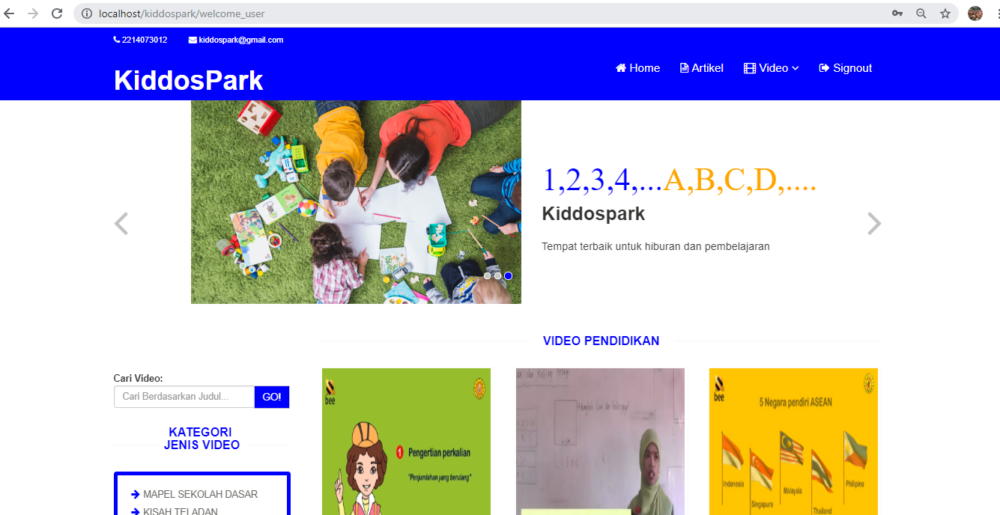 localhost/kiddospark/welcome_user
2214073012 kiddospark@gmail.com
KiddosPark
Home Artikel Video Signout
1,2,3,4,...A,B,C,D,....
Kiddospark
Tempat terbaik untuk hiburan dan pembelajaran
VIDEO PENDIDIKAN
Cari Video:
Cari Berdasarkan Judul... GO!
KATEGORI
JENIS VIDEO
MAPEL SEKOLAH DASAR
KISAH TELADAN
bee
1 Pengertian perkalian
"Penjumlahan yang berulang"
bee
5 Negara pendiri ASEAN
Indonesia
Singapura
Malaysia
Thailand
Philipina